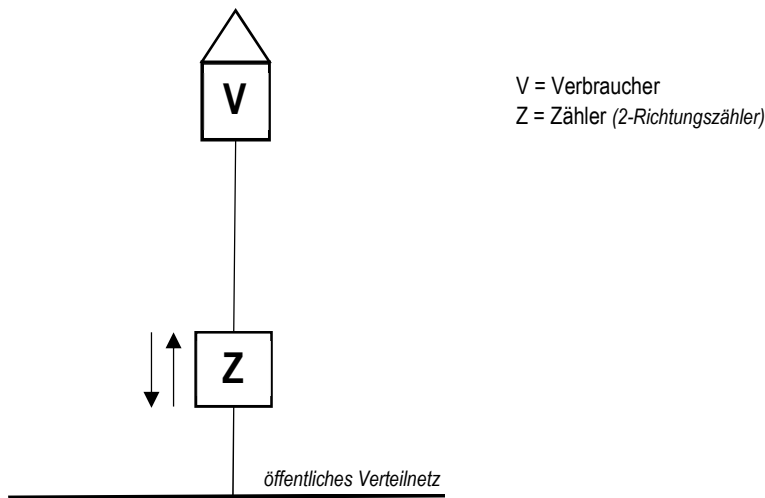 V
V = Verbraucher
Z = Zähler (2-Richtungszähler)
Z
öffentliches Verteilnetz